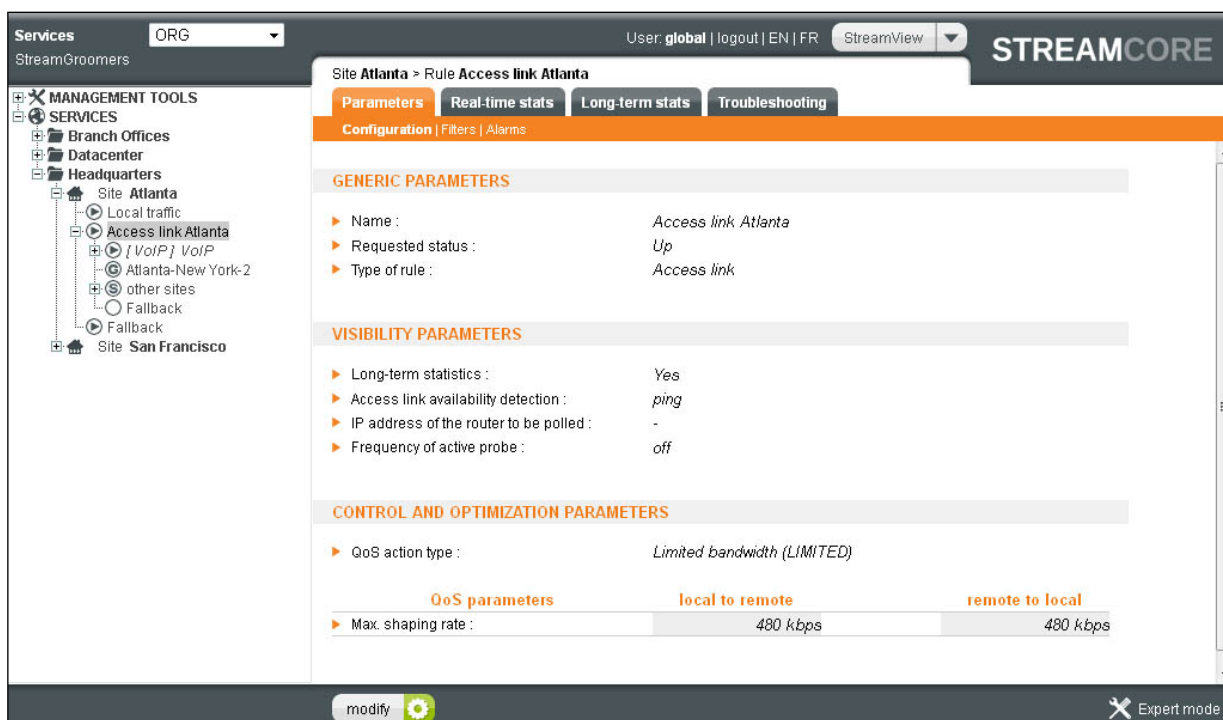 Services ORG
StreamGroomers
User: global | logout | EN | FR StreamView
STREAMCORE
MANAGEMENT TOOLS
SERVICES
Branch Offices
Datacenter
Headquarters
Site Atlanta
Local traffic
Access link Atlanta
[VoIP] VoIP
G Atlanta-New York-2
S other sites
Fallback
Fallback
Site San Francisco
Site Atlanta > Rule Access link Atlanta
Parameters Real-time stats Long-term stats Troubleshooting
Configuration | Filters | Alarms
GENERIC PARAMETERS
Name : Access link Atlanta
Requested status : Up
Type of rule : Access link
VISIBILITY PARAMETERS
Long-term statistics : Yes
Access link availability detection : ping
IP address of the router to be polled : -
Frequency of active probe : off
CONTROL AND OPTIMIZATION PARAMETERS
QoS action type : Limited bandwidth (LIMITED)
QoS parameters local to remote remote to local
Max. shaping rate : 480 kbps 480 kbps
modify
Expert mode